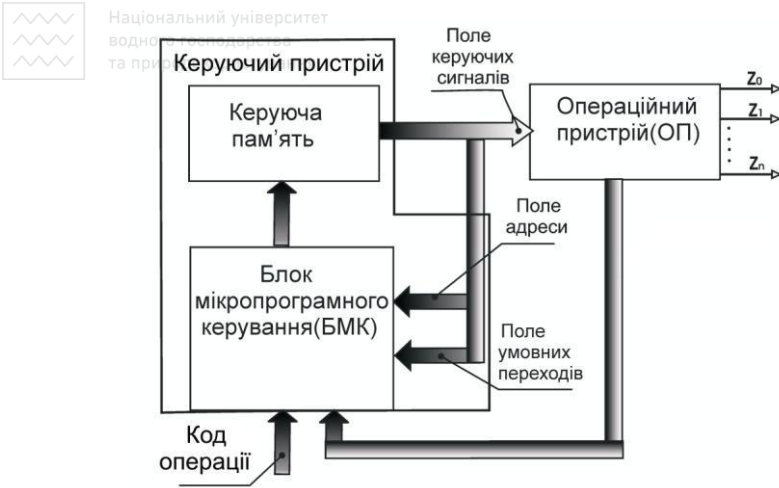 Національний університет
водного господарства
та при
Керуючий пристрій
Керуюча
пам’ять
Поле
керуючих
сигналів
Операційний
пристрій(ОП)
Z₀
Z₁
Zₙ
Поле
адреси
Блок
мікропрограмного
керування(БМК)
Поле
умовних
переходів
Код
операції